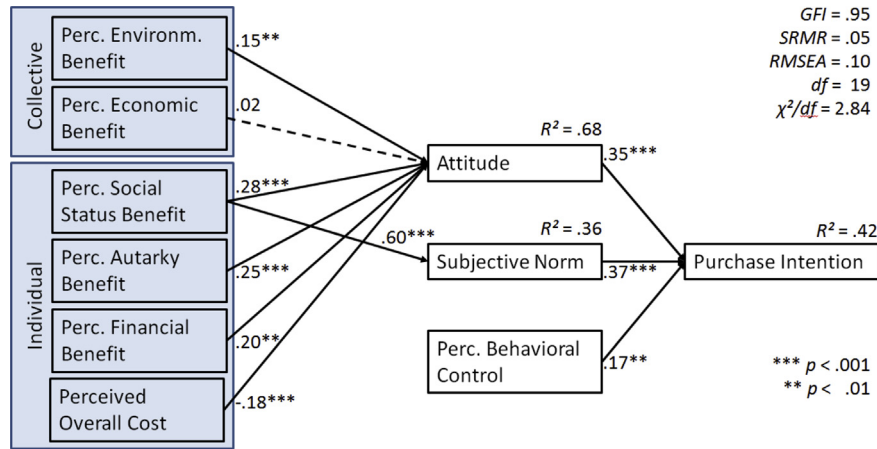 Collective
Perc. Environm.
Benefit
.15**
Perc. Economic
Benefit
.02
Individual
Perc. Social
Status Benefit
.28***
.60***
Perc. Autarky
Benefit
.25***
Perc. Financial
Benefit
.20**
Perceived
Overall Cost
-.18***
R² = .68
Attitude
.35***
R² = .36
Subjective Norm
.37***
Perc. Behavioral
Control
.17**
R² = .42
Purchase Intention
GFI = .95
SRMR = .05
RMSEA = .10
df = 19
χ²/df = 2.84
*** p < .001
** p < .01